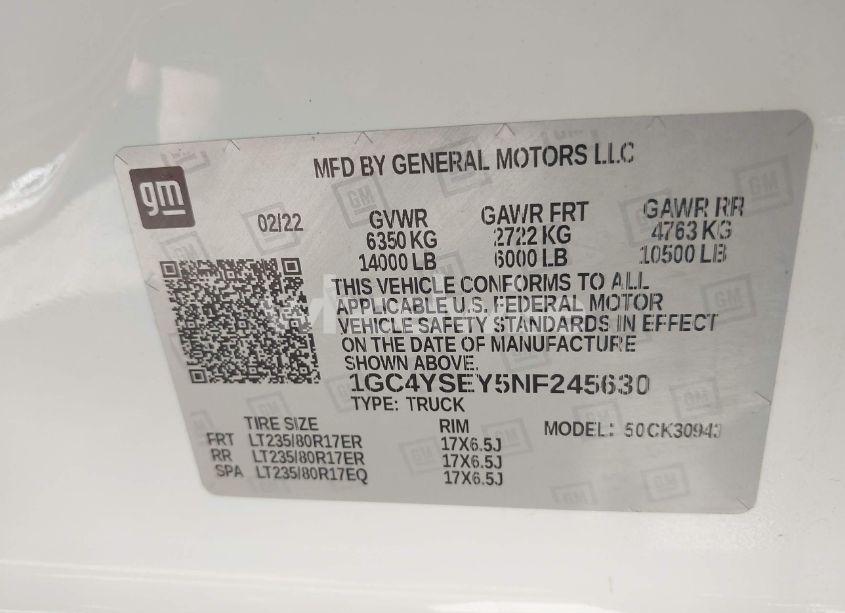 MFD BY GENERAL MOTORS LLC
gm
02/22 GVWR GAWR FRT GAWR RR
6350 KG 2722 KG 4763 KG
14000 LB 6000 LB 10500 LB
THIS VEHICLE CONFORMS TO ALL
APPLICABLE U.S. FEDERAL MOTOR
VEHICLE SAFETY STANDARDS IN EFFECT
ON THE DATE OF MANUFACTURE
SHOWN ABOVE.
1GC4YSEY5NF245630
TYPE: TRUCK
TIRE SIZE RIM MODEL: 50CK30943
FRT LT235/80R17ER 17X6.5J
RR LT235/80R17ER 17X6.5J
SPA LT235/80R17EQ 17X6.5J